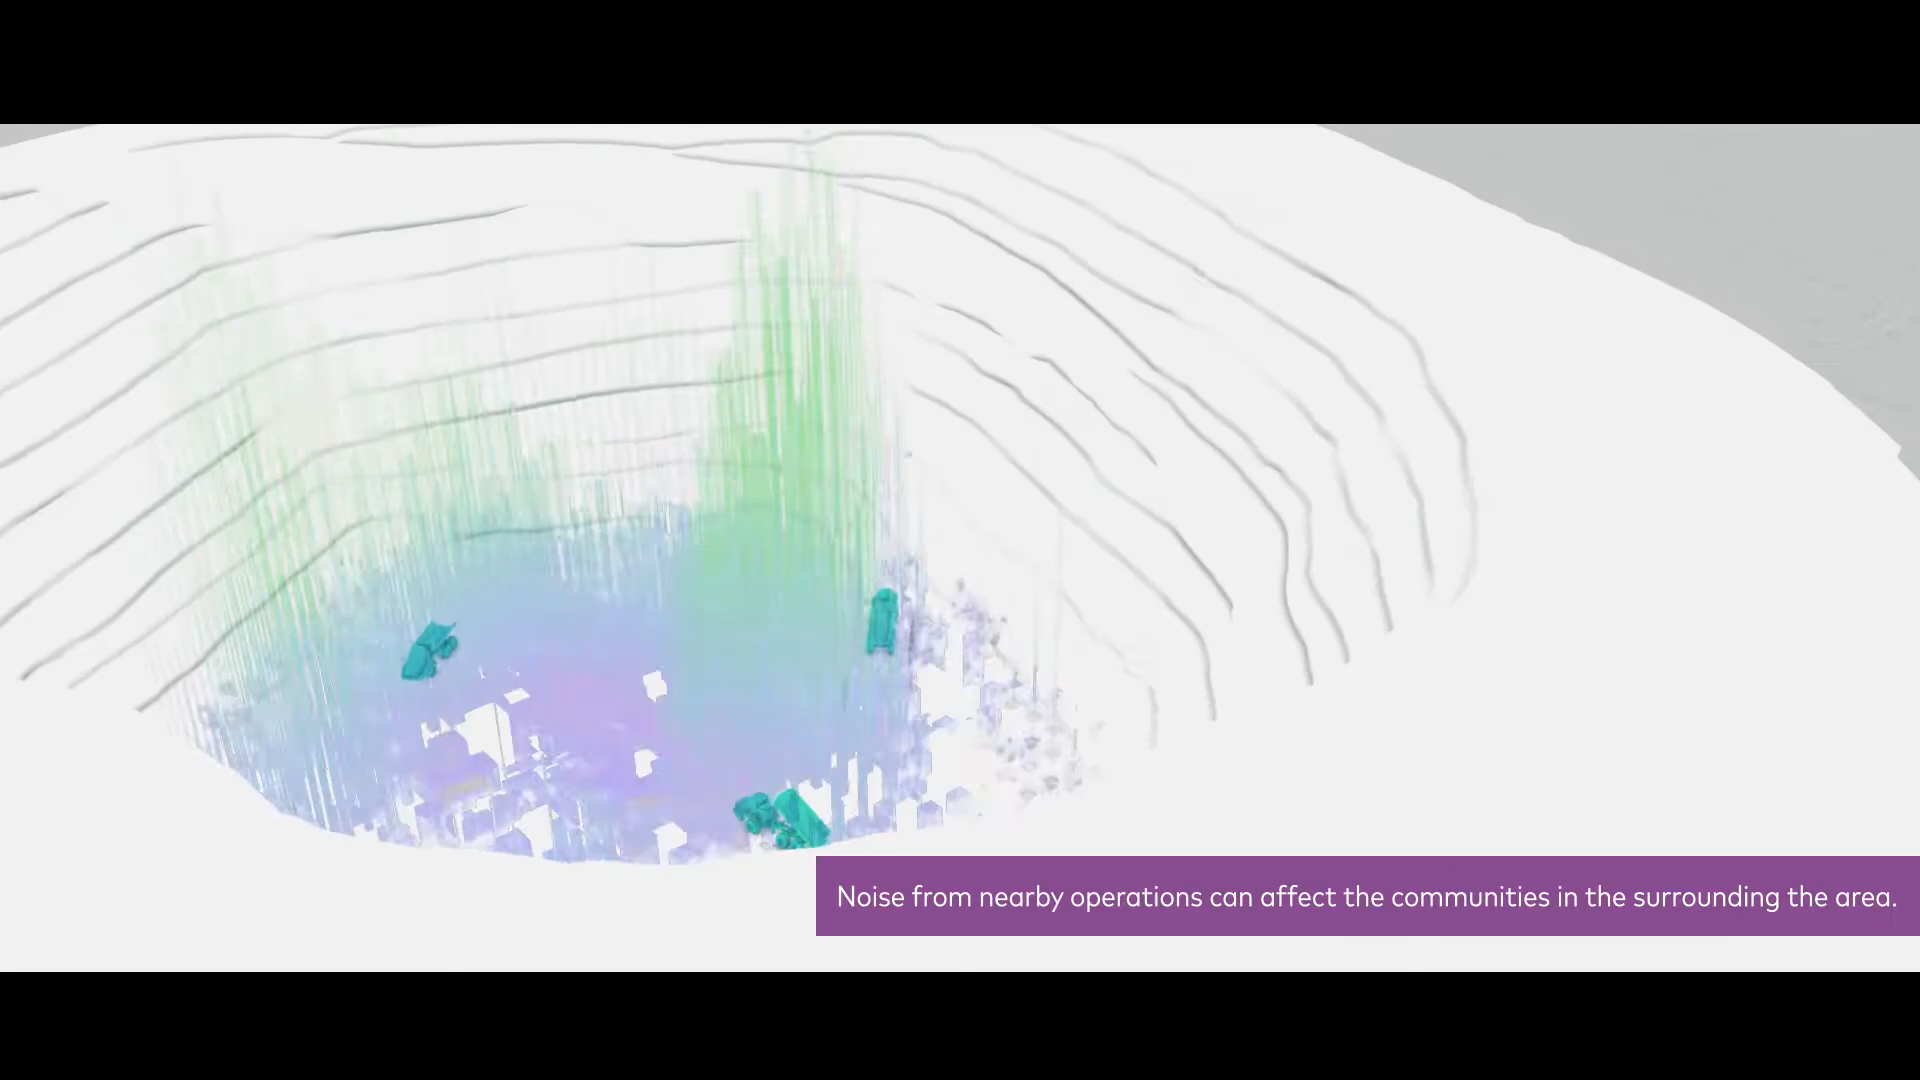 Noise from nearby operations can affect the communities in the surrounding the area.